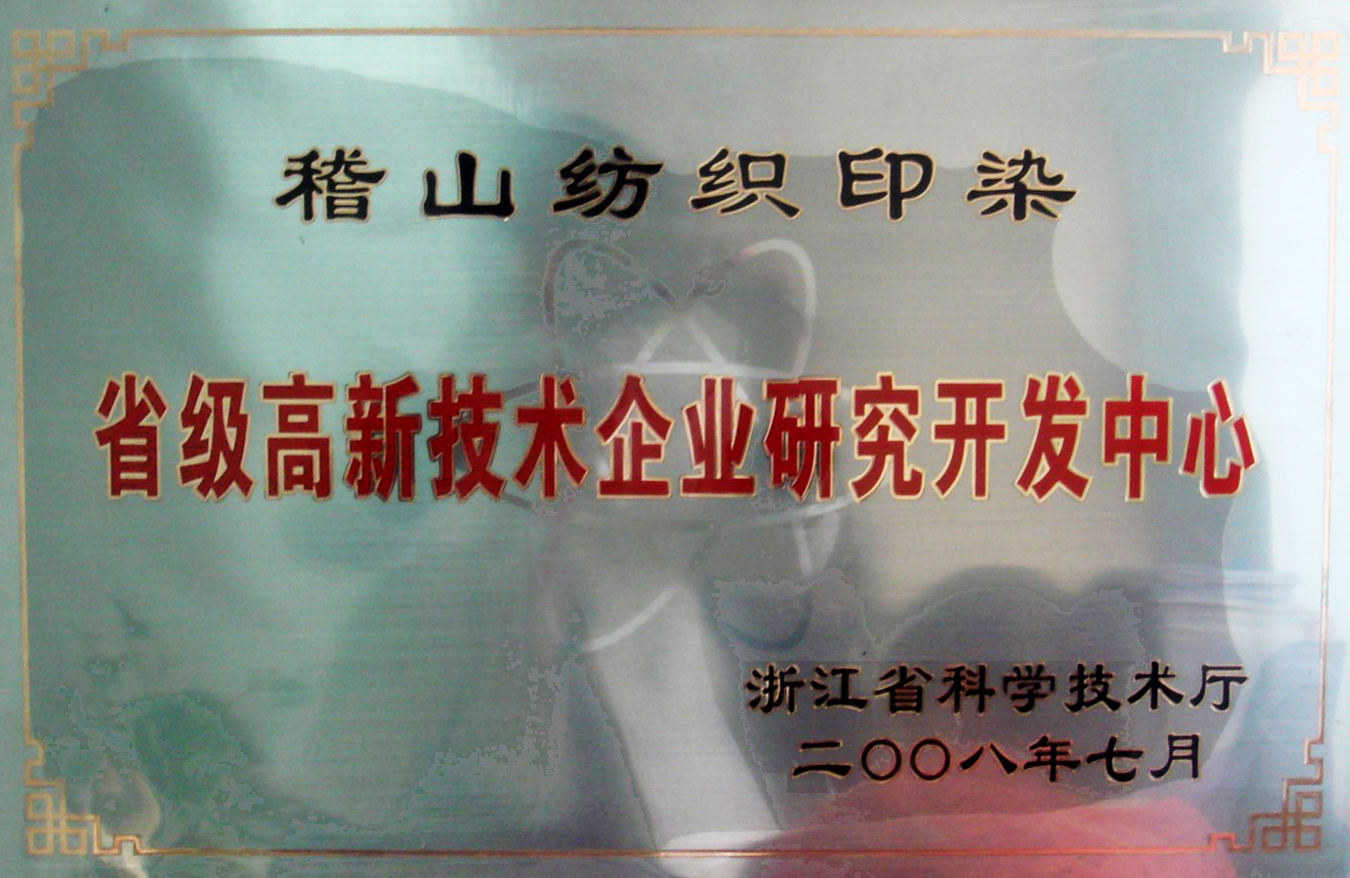 稽山纺织印染
省级高新技术企业研究开发中心
浙江省科学技术厅
二〇〇八年七月